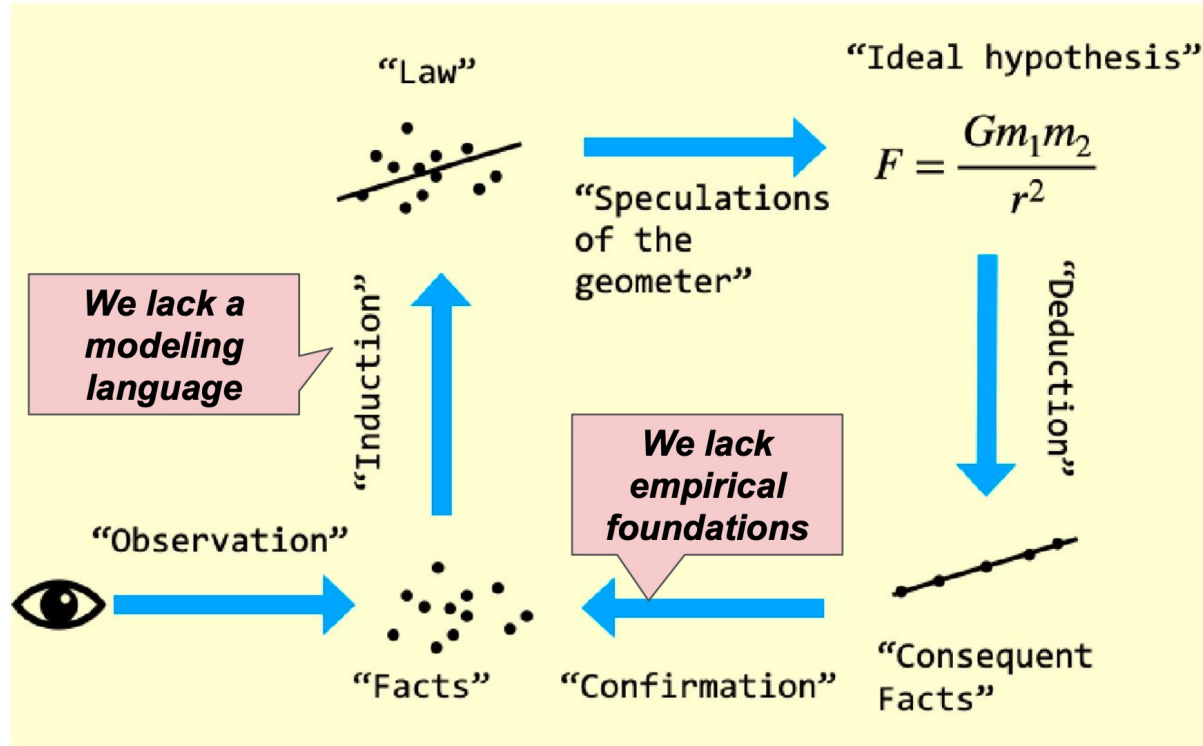 “Law”
“Ideal hypothesis”
F = Gm₁m₂ / r²
“Speculations
of the
geometer”
We lack a
modeling
language
“Induction”
“Deduction”
We lack
empirical
foundations
“Observation”
“Facts”
“Confirmation”
“Consequent
Facts”